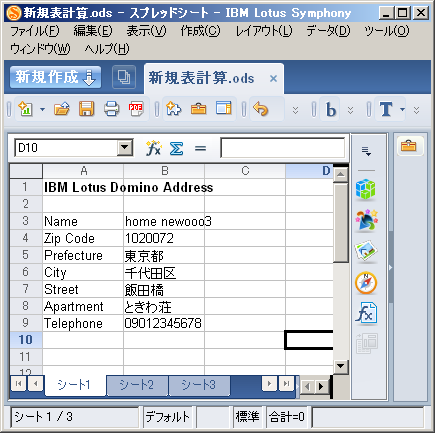 新規表計算.ods - スプレッドシート - IBM Lotus Symphony
ファイル(F) 編集(E) 表示(V) 作成(C) レイアウト(L) データ(D) ツール(O)
ウィンドウ(W) ヘルプ(H)
新規作成 新規表計算.ods ×
PDF b T
D10 fx Σ =
A B C D
1 IBM Lotus Domino Address
2
3 Name home newooo3
4 Zip Code 1020072
5 Prefecture 東京都
6 City 千代田区
7 Street 飯田橋
8 Apartment ときわ荘
9 Telephone 09012345678
10
11
12
シート1 シート2 シート3
シート 1 / 3 デフォルト 標準 合計=0